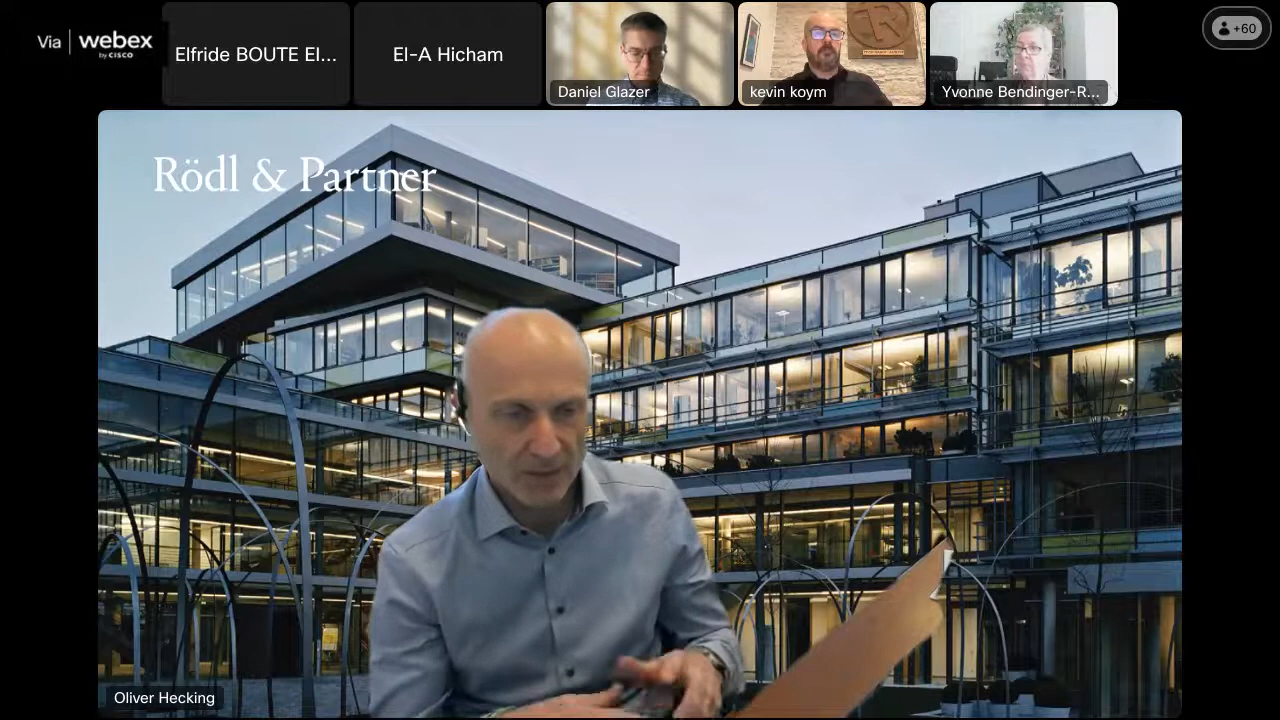 Via webex
by CISCO
Elfride BOUTE El...
El-A Hicham
Daniel Glazer
kevin koym
Yvonne Bendinger-R...
+60
Rödl & Partner
Oliver Hecking